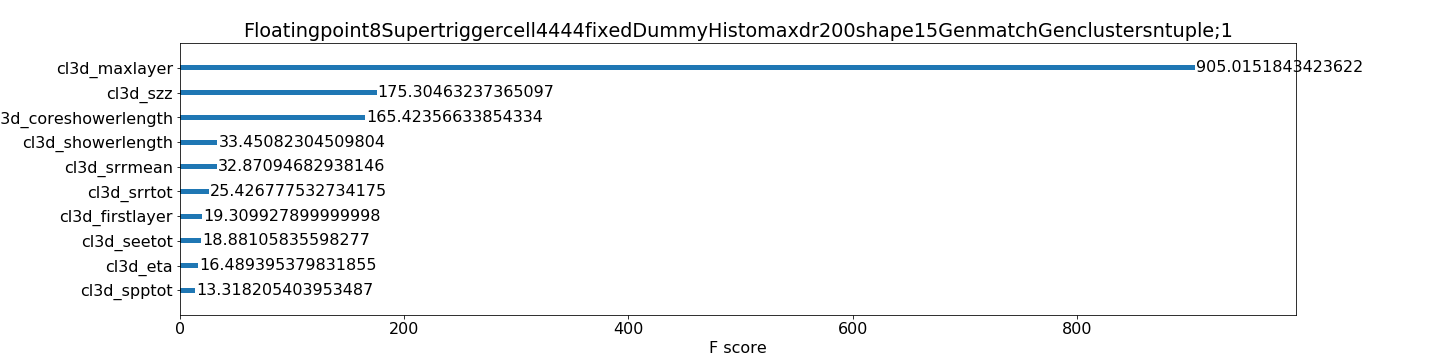 Floatingpoint8Supertriggercell4444fixedDummyHistomaxdr200shape15GenmatchGenclustersntuple;1
cl3d_maxlayer 905.0151843423622
cl3d_szz 175.30463237365097
3d_coreshowerlength 165.42356633854334
cl3d_showerlength 33.45082304509804
cl3d_srrmean 32.87094682938146
cl3d_srrtot 25.426777532734175
cl3d_firstlayer 19.309927899999998
cl3d_seetot 18.88105835598277
cl3d_eta 16.489395379831855
cl3d_spptot 13.318205403953487
0 200 400 600 800
F score